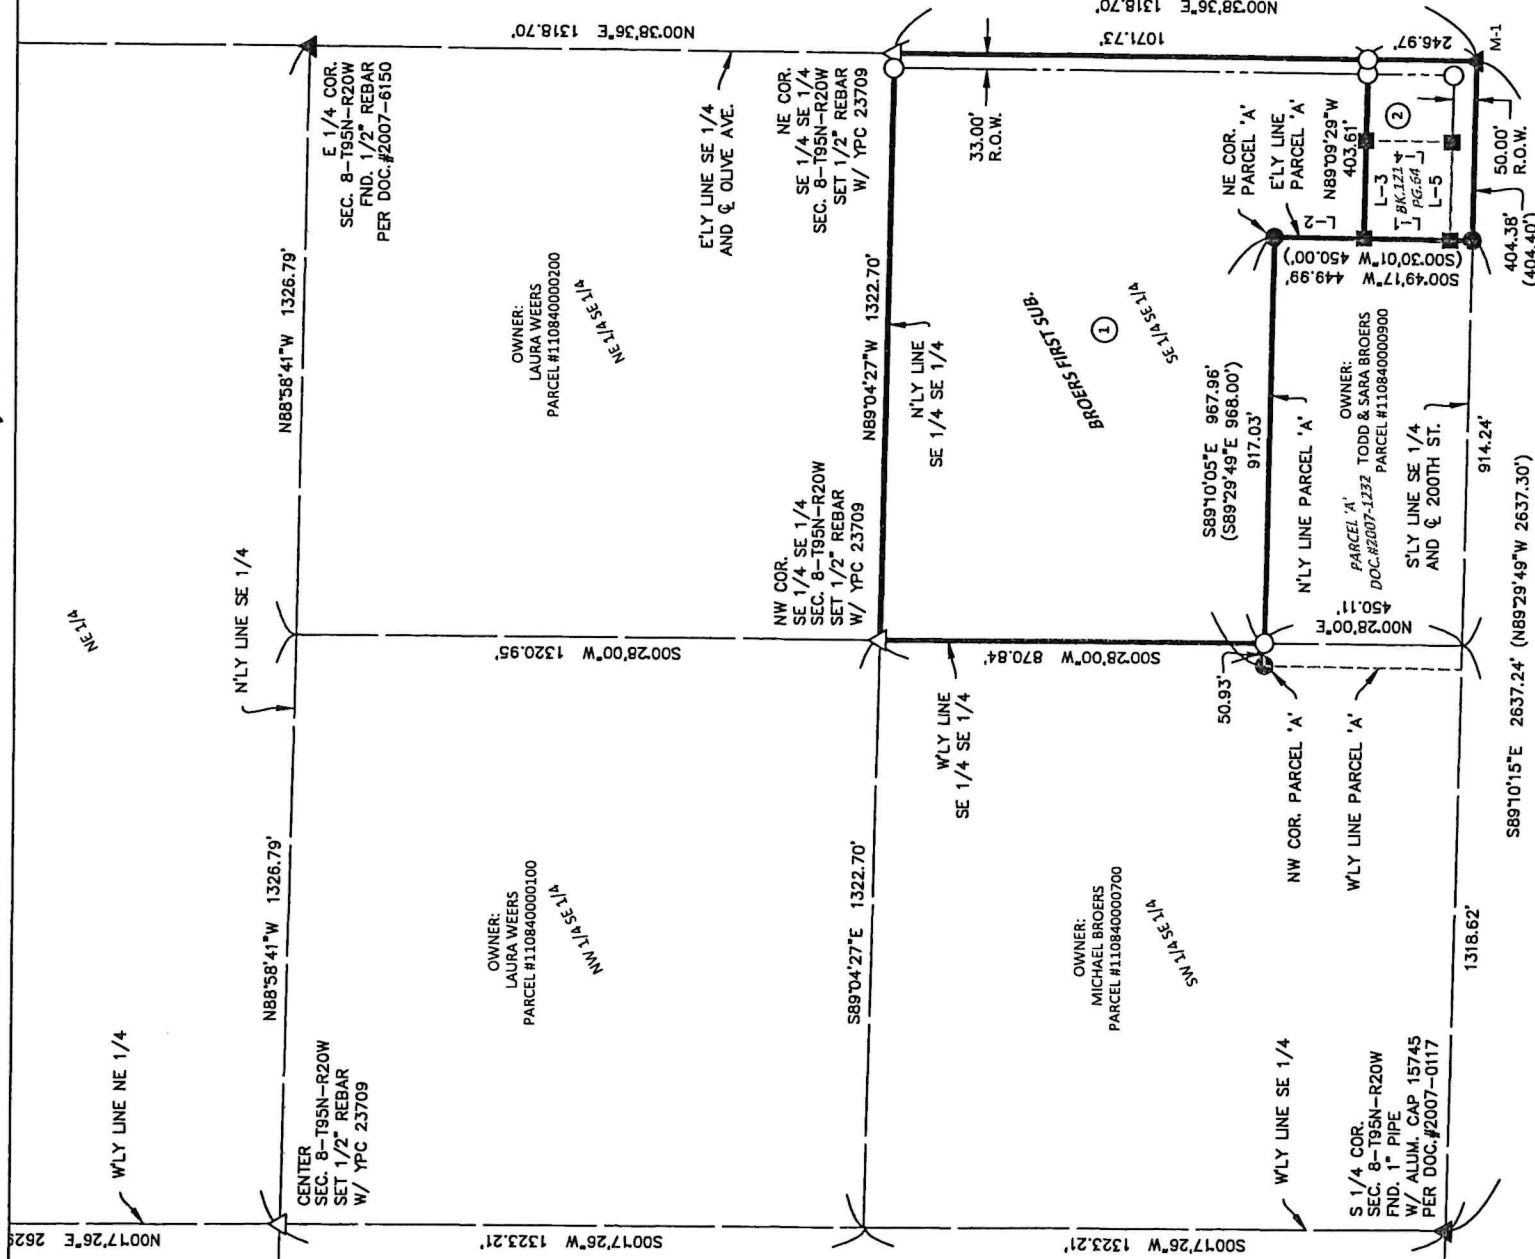 N00°38'36"E 1318.70'
1071.73'
246.97'
M-1
N00°38'36"E 1318.70'
E 1/4 COR.
SEC. 8-T95N-R20W
FND. 1/2" REBAR
PER DOC.#2007-6150
E'LY LINE SE 1/4
AND ℄ OLIVE AVE.
NE COR.
SE 1/4 SE 1/4
SEC. 8-T95N-R20W
SET 1/2" REBAR
W/ YPC 23709
33.00'
R.O.W.
NE COR.
PARCEL 'A'
E'LY LINE
PARCEL 'A'
N89°09'29"W
403.61'
2
L-3
BK.121
PG.64
L-4
L-5
L-2
L-1
50.00'
R.O.W.
404.38'
(404.40')
N88°58'41"W 1326.79'
OWNER:
LAURA WEERS
PARCEL #110840000200
NE 1/4 SE 1/4
N89°04'27"W 1322.70'
N'LY LINE
SE 1/4 SE 1/4
BROERS FIRST SUB.
1
SE 1/4 SE 1/4
S00°49'17"W 449.99'
(S00°30'01"W 450.00')
S89°10'05"E 967.96'
(S89°29'49"E 968.00')
917.03'
N'LY LINE PARCEL 'A'
PARCEL 'A'
DOC.#2007-1232
OWNER:
TODD & SARA BROERS
PARCEL #110840000900
S'LY LINE SE 1/4
AND ℄ 200TH ST.
914.24'
NE 1/4
N'LY LINE SE 1/4
S00°28'00"W 1320.95'
NW COR.
SE 1/4 SE 1/4
SEC. 8-T95N-R20W
SET 1/2" REBAR
W/ YPC 23709
W'LY LINE
SE 1/4 SE 1/4
S00°28'00"W 870.84'
50.93'
N00°28'00"E
450.11'
NW COR. PARCEL 'A'
W'LY LINE PARCEL 'A'
S89°10'15"E 2637.24' (N89°29'49"W 2637.30')
N88°58'41"W 1326.79'
OWNER:
LAURA WEERS
PARCEL #110840000100
NW 1/4 SE 1/4
S89°04'27"E 1322.70'
OWNER:
MICHAEL BROERS
PARCEL #110840000700
SW 1/4 SE 1/4
1318.62'
W'LY LINE NE 1/4
CENTER
SEC. 8-T95N-R20W
SET 1/2" REBAR
W/ YPC 23709
W'LY LINE SE 1/4
S 1/4 COR.
SEC. 8-T95N-R20W
FND. 1" PIPE
W/ ALUM. CAP 15745
PER DOC.#2007-0117
N00°17'26"E
S00°17'26"W 1323.21'
S00°17'26"W 1323.21'